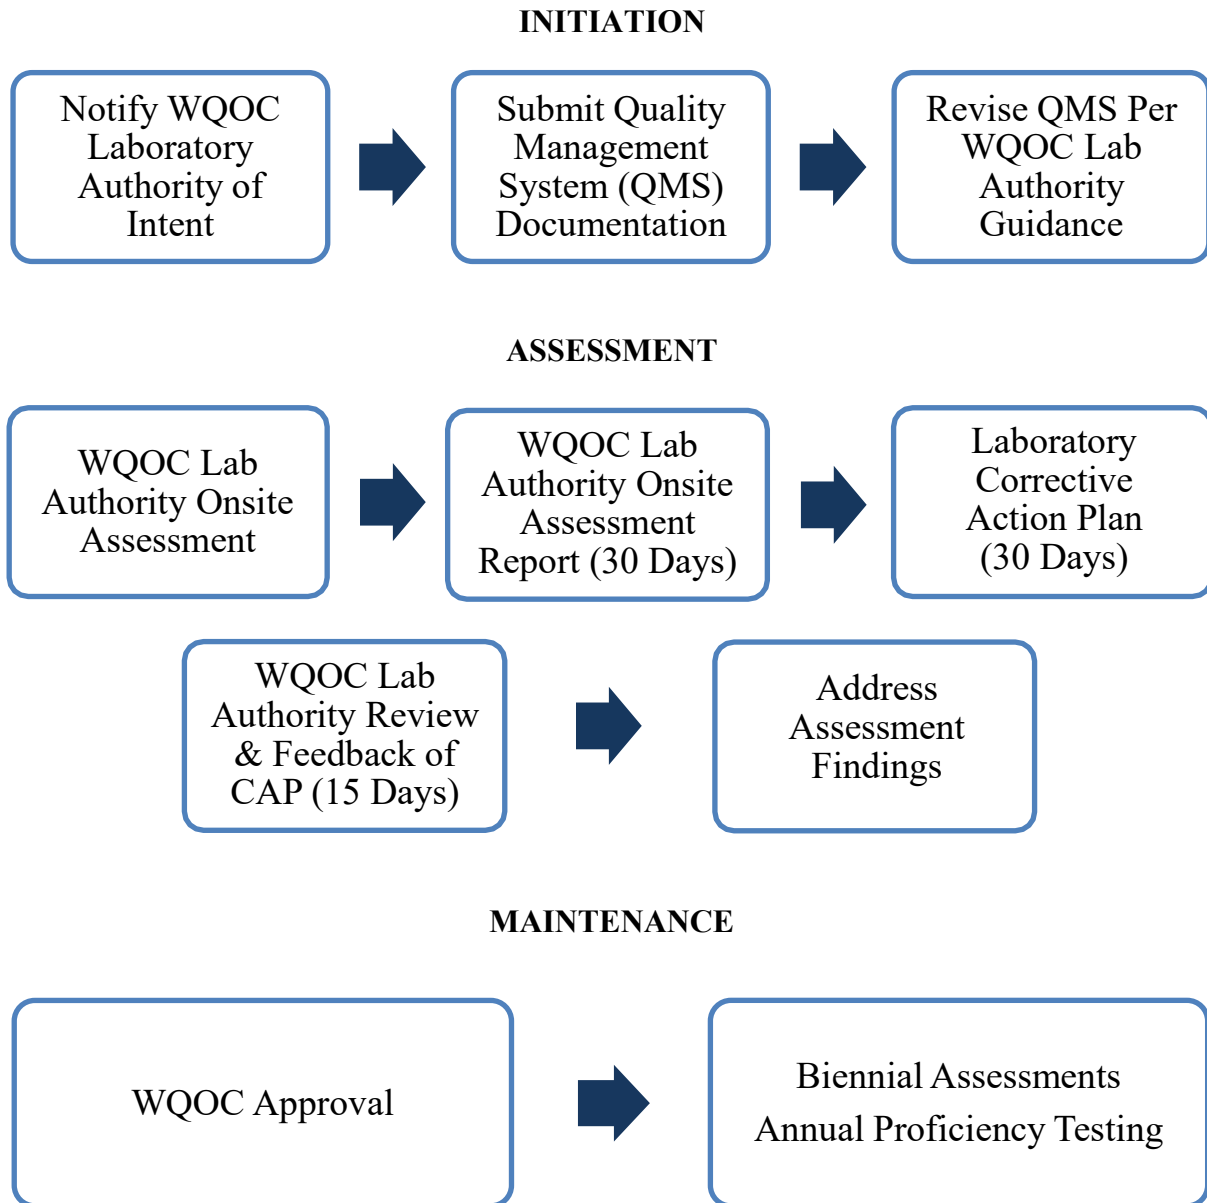 INITIATION
Notify WQOC
Laboratory
Authority of
Intent
Submit Quality
Management
System (QMS)
Documentation
Revise QMS Per
WQOC Lab
Authority
Guidance
ASSESSMENT
WQOC Lab
Authority Onsite
Assessment
WQOC Lab
Authority Onsite
Assessment
Report (30 Days)
Laboratory
Corrective
Action Plan
(30 Days)
WQOC Lab
Authority Review
& Feedback of
CAP (15 Days)
Address
Assessment
Findings
MAINTENANCE
WQOC Approval
Biennial Assessments
Annual Proficiency Testing